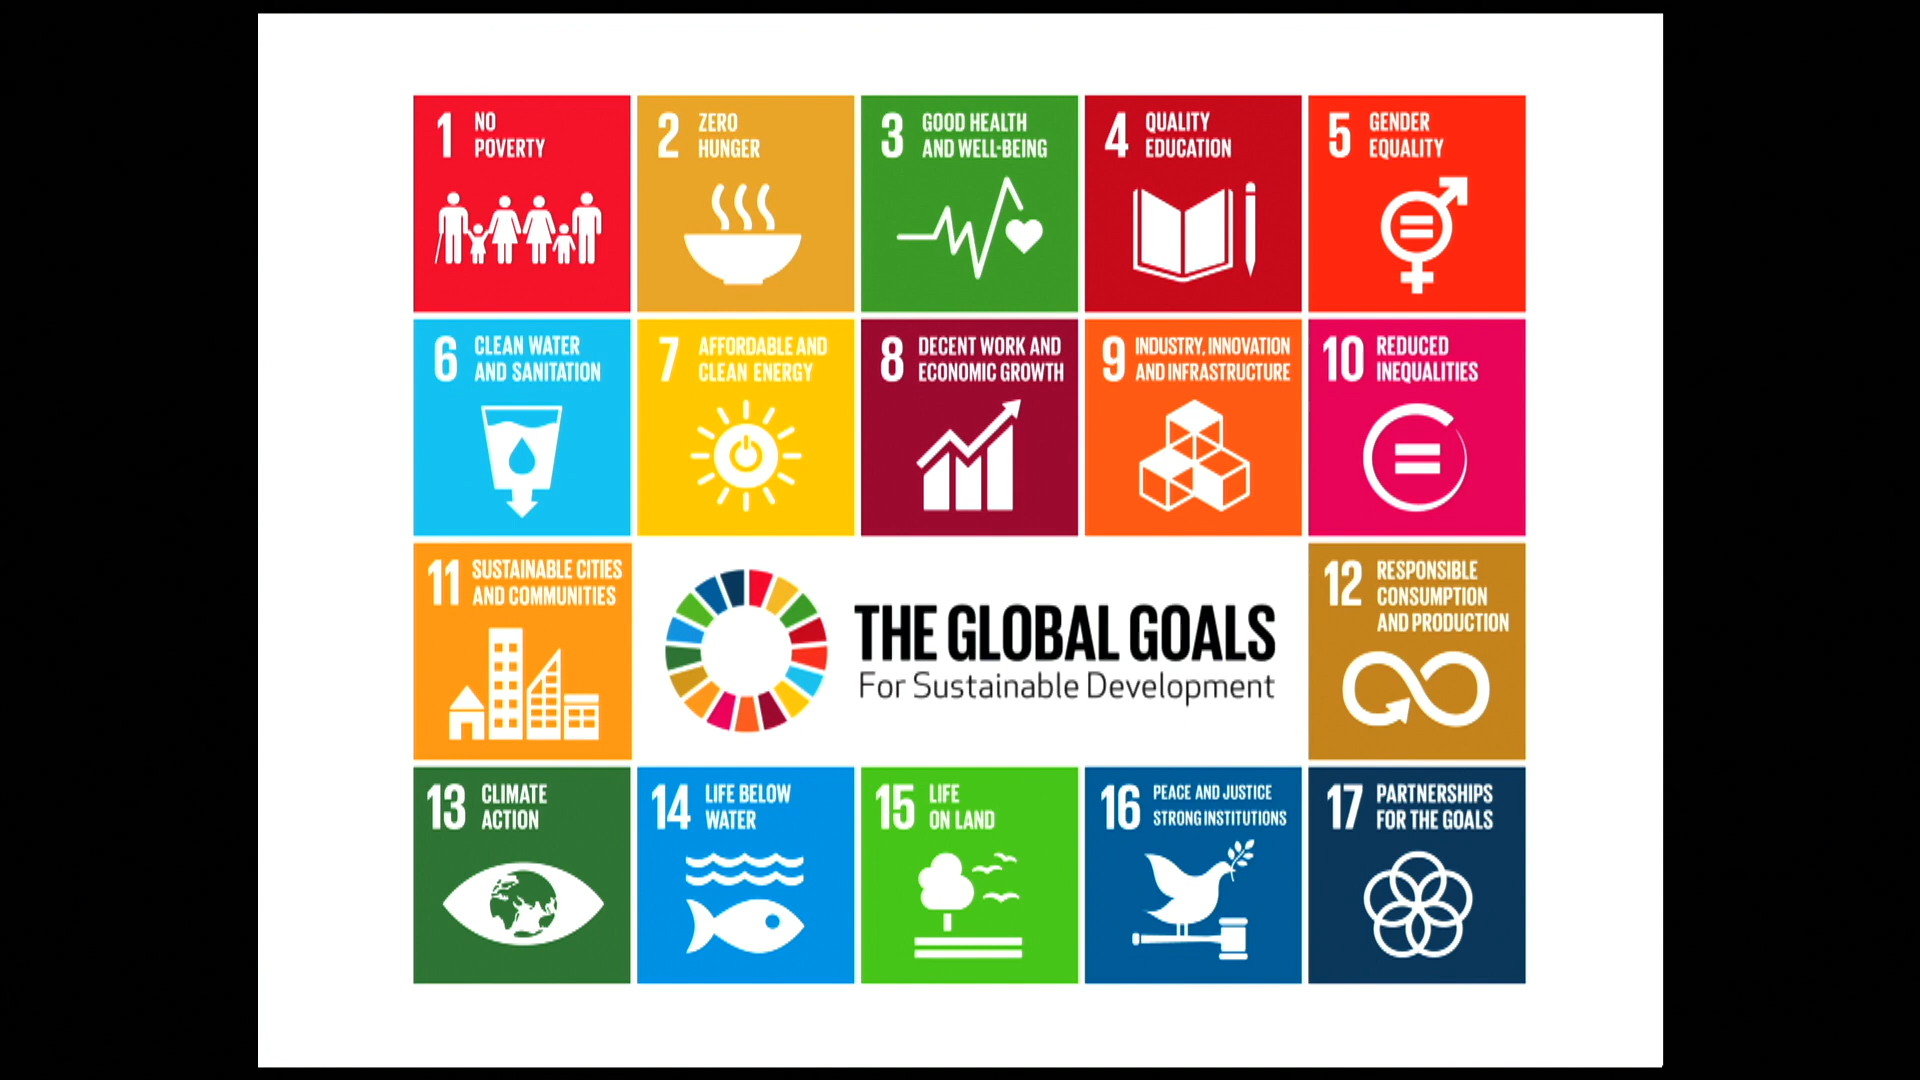 1 NO
POVERTY
2 ZERO
HUNGER
3 GOOD HEALTH
AND WELL-BEING
4 QUALITY
EDUCATION
5 GENDER
EQUALITY
6 CLEAN WATER
AND SANITATION
7 AFFORDABLE AND
CLEAN ENERGY
8 DECENT WORK AND
ECONOMIC GROWTH
9 INDUSTRY, INNOVATION
AND INFRASTRUCTURE
10 REDUCED
INEQUALITIES
11 SUSTAINABLE CITIES
AND COMMUNITIES
THE GLOBAL GOALS
For Sustainable Development
12 RESPONSIBLE
CONSUMPTION
AND PRODUCTION
13 CLIMATE
ACTION
14 LIFE BELOW
WATER
15 LIFE
ON LAND
16 PEACE AND JUSTICE
STRONG INSTITUTIONS
17 PARTNERSHIPS
FOR THE GOALS